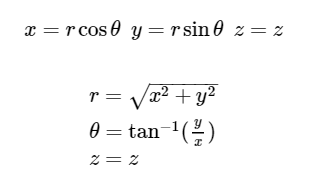 x = r cos θ y = r sin θ z = z
r = √(x² + y²)
θ = tan⁻¹(y/x)
z = z